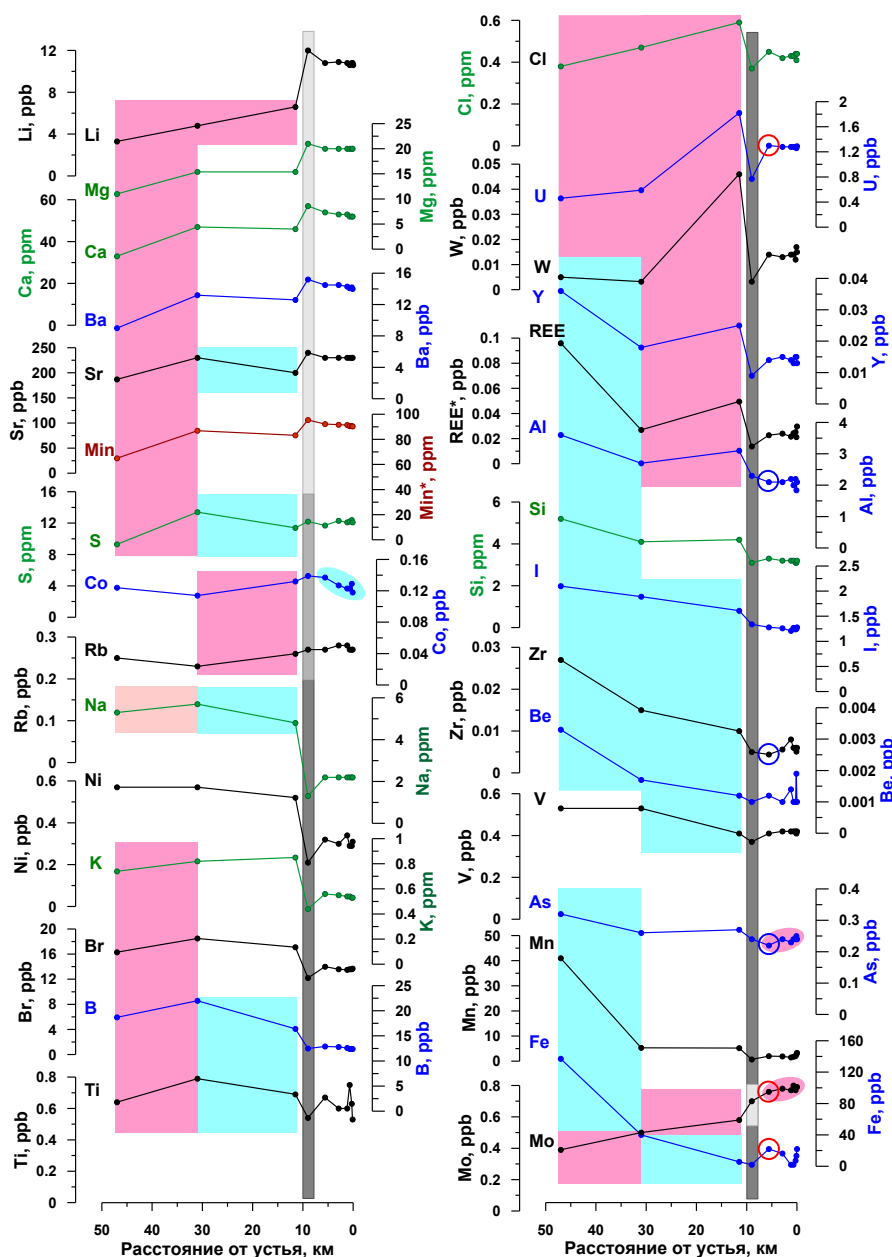 12
8
4
0
Li, ppb
Li
25
20
15
10
5
0
Mg, ppm
Mg
60
40
20
0
Ca, ppm
Ca
16
12
8
4
0
Ba, ppb
Ba
250
200
150
100
50
0
Sr, ppb
Sr
100
80
60
40
20
0
Min*, ppm
Min
16
12
8
4
0
S, ppm
S
0.16
0.12
0.08
0.04
0
Co, ppb
Co
0.3
0.2
0.1
0
Rb, ppb
Rb
6
4
2
0
Na, ppm
Na
0.6
0.4
0.2
0
Ni, ppb
Ni
1
0.8
0.6
0.4
0.2
0
K, ppm
K
20
16
12
8
4
0
Br, ppb
Br
25
20
15
10
5
0
B, ppb
B
0.8
0.6
0.4
0.2
0
Ti, ppb
Ti
50 40 30 20 10 0
Расстояние от устья, км
0.6
0.4
0.2
0
Cl, ppm
Cl
2
1.6
1.2
0.8
0.4
0
U, ppb
U
0.05
0.04
0.03
0.02
0.01
0
W, ppb
W
0.04
0.03
0.02
0.01
0
Y, ppb
Y
0.1
0.08
0.06
0.04
0.02
0
REE*, ppb
REE
4
3
2
1
0
Al, ppb
Al
6
4
2
0
Si, ppm
Si
2.5
2
1.5
1
0.5
0
I, ppb
I
0.03
0.02
0.01
0
Zr, ppb
Zr
0.004
0.003
0.002
0.001
0
Be, ppb
Be
0.6
0.4
0.2
0
V, ppb
V
0.4
0.3
0.2
0.1
0
As, ppb
As
50
40
30
20
10
0
Mn, ppb
Mn
160
120
80
40
0
Fe, ppb
Fe
0.8
0.6
0.4
0.2
0
Mo, ppb
Mo
50 40 30 20 10 0
Расстояние от устья, км